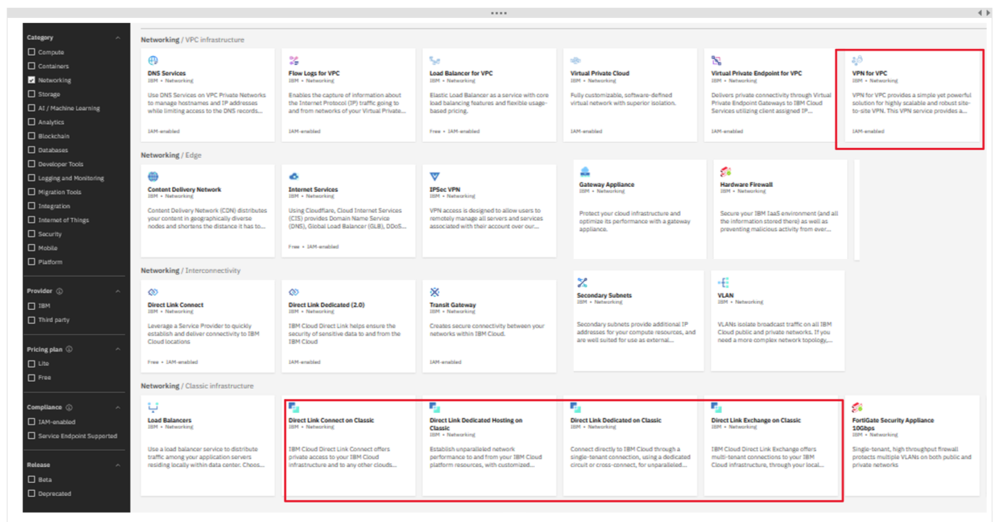 Category
Compute
Containers
Networking
Storage
AI / Machine Learning
Analytics
Blockchain
Databases
Developer Tools
Logging and Monitoring
Migration Tools
Integration
Internet of Things
Security
Mobile
Platform
Provider
IBM
Third party
Pricing plan
Lite
Free
Compliance
IAM-enabled
Service Endpoint Supported
Release
Beta
Deprecated
Networking / VPC infrastructure
DNS Services
IBM • Networking
Use DNS Services on VPC Private Networks
to manage hostnames and IP addresses
while limiting access to the DNS records...
IAM-enabled
Flow Logs for VPC
IBM • Networking
Enables the capture of information about
the Internet Protocol (IP) traffic going to
and from networks of your Virtual Private...
IAM-enabled
Load Balancer for VPC
IBM • Networking
Elastic Load Balancer as a service with core
load balancing features and flexible usage-
based pricing.
Free • IAM-enabled
Virtual Private Cloud
IBM • Networking
Fully customizable, software-defined
virtual network with superior isolation.
IAM-enabled
Virtual Private Endpoint for VPC
IBM • Networking
Delivers private connectivity through Virtual
Private Endpoint Gateways to IBM Cloud
Services utilizing client assigned IP...
IAM-enabled
VPN for VPC
IBM • Networking
VPN for VPC provides a simple yet powerful
solution for highly scalable and robust site-
to-site VPN. This VPN service provides a...
IAM-enabled
Networking / Edge
Content Delivery Network
IBM • Networking
Content Delivery Network (CDN) distributes
your content in geographically diverse
nodes and shortens the distance it has to...
Internet Services
IBM • Networking
Using Cloudflare, Cloud Internet Services
(CIS) provides Domain Name Service
(DNS), Global Load Balancer (GLB), DDoS...
Free • IAM-enabled
IPSec VPN
IBM • Networking
VPN access is designed to allow users to
remotely manage all servers and services
associated with their account over our...
Gateway Appliance
IBM • Networking
Protect your cloud infrastructure and
optimize its performance with a gateway
appliance.
Hardware Firewall
IBM • Networking
Secure your IBM IaaS environment (and all
the information stored there) as well as
preventing malicious activity from ever...
Networking / Interconnectivity
Direct Link Connect
IBM • Networking
Leverage a Service Provider to quickly
establish and deliver connectivity to IBM
Cloud locations
Free • IAM-enabled
Direct Link Dedicated (2.0)
IBM • Networking
IBM Cloud Direct Link helps ensure the
security of sensitive data to and from the
IBM Cloud
IAM-enabled
Transit Gateway
IBM • Networking
Creates secure connectivity between your
networks within IBM Cloud.
IAM-enabled
Secondary Subnets
IBM • Networking
Secondary subnets provide additional IP
addresses for your compute resources, and
are well suited for use as external...
VLAN
IBM • Networking
VLANs isolate broadcast traffic on all IBM
Cloud public and private networks. If you
need a more complex network topology,...
Networking / Classic infrastructure
Load Balancers
IBM • Networking
Use a load balancer service to distribute
traffic among your application servers
residing locally within data center. Choos...
Direct Link Connect on Classic
IBM • Networking
IBM Cloud Direct Link Connect offers
private access to your IBM Cloud
infrastructure and to any other clouds...
Direct Link Dedicated Hosting on
Classic
IBM • Networking
Establish unparalleled network
performance to and from your IBM Cloud
platform resources, with customized...
Direct Link Dedicated on Classic
IBM • Networking
Connect directly to IBM Cloud through a
single-tenant connection, using a dedicated
circuit or cross-connect, for unparalleled...
Direct Link Exchange on Classic
IBM • Networking
IBM Cloud Direct Link Exchange offers
multi-tenant connections to your IBM
Cloud infrastructure, through your local...
FortiGate Security Appliance
10Gbps
IBM • Networking
Single-tenant, high throughput firewall
protects multiple VLANs on both public and
private networks